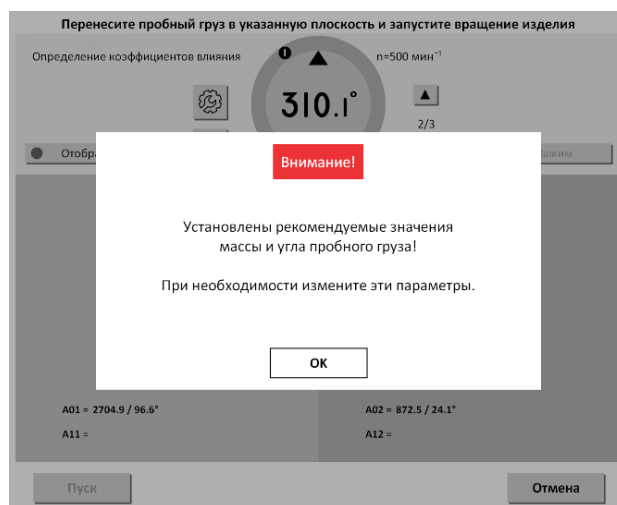 Перенесите пробный груз в указанную плоскость и запустите вращение изделия
Определение коэффициентов влияния
n=500 мин⁻¹
310.1°
2/3
Отобр
Зажим
Внимание!
Установлены рекомендуемые значения
массы и угла пробного груза!
При необходимости измените эти параметры.
ОК
A01 = 2704.9 / 96.6°
A02 = 872.5 / 24.1°
A11 =
A12 =
Пуск
Отмена